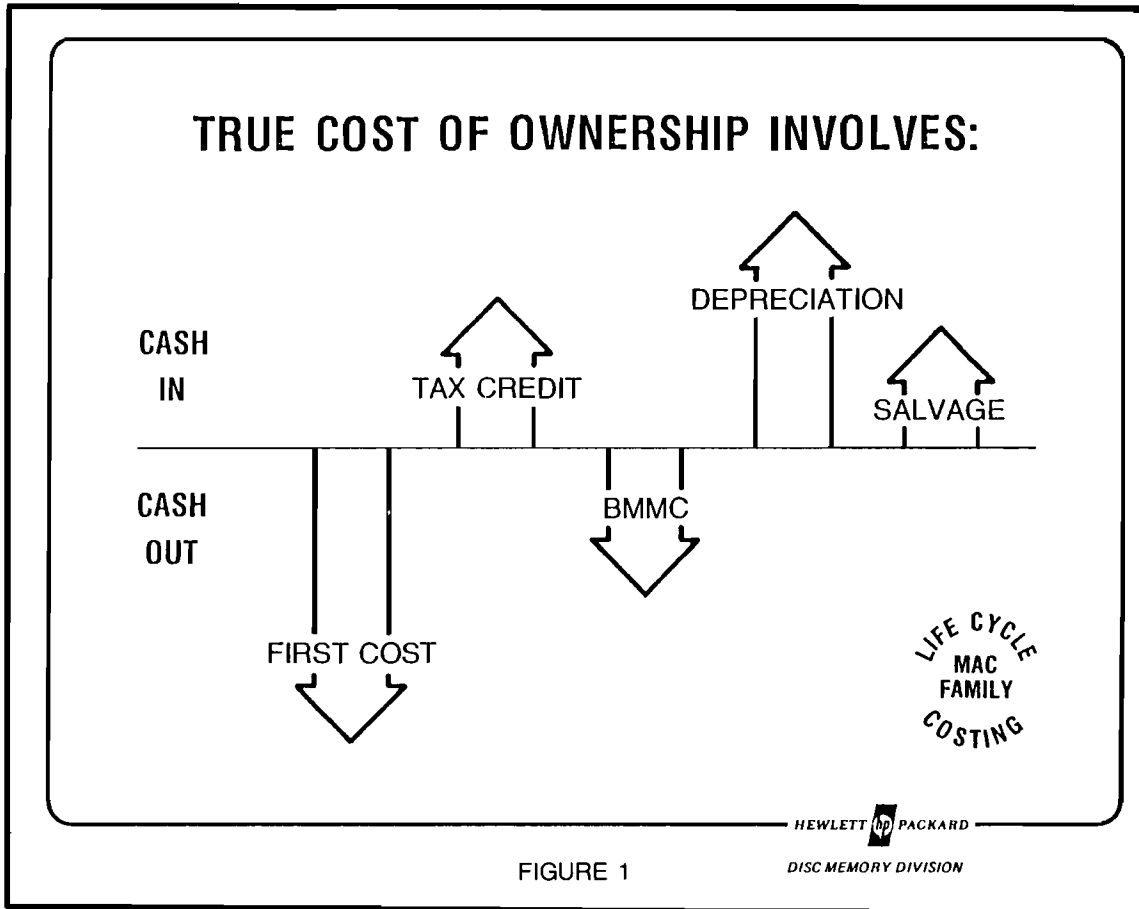 TRUE COST OF OWNERSHIP INVOLVES:
DEPRECIATION
CASH
IN
TAX CREDIT
SALVAGE
CASH
OUT
BMMC
FIRST COST
LIFE CYCLE
MAC
FAMILY
COSTING
HEWLETT hp PACKARD
DISC MEMORY DIVISION
FIGURE 1